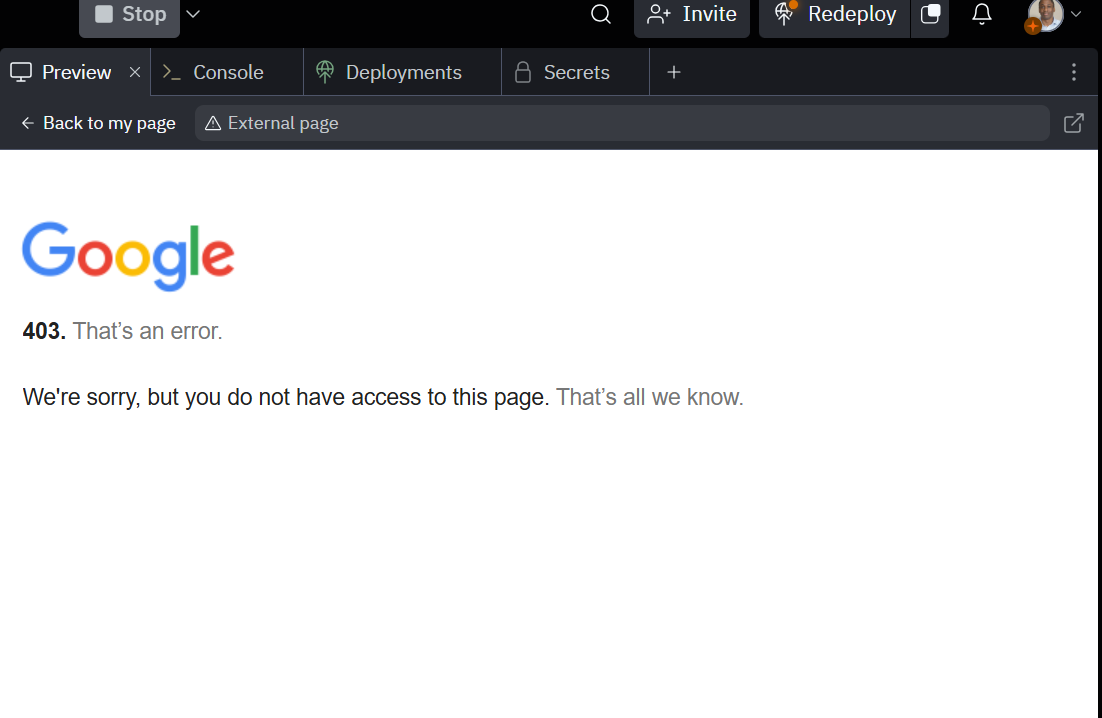 Stop Invite Redeploy
Preview Console Deployments Secrets
Back to my page External page
Google
403. That’s an error.
We're sorry, but you do not have access to this page. That’s all we know.